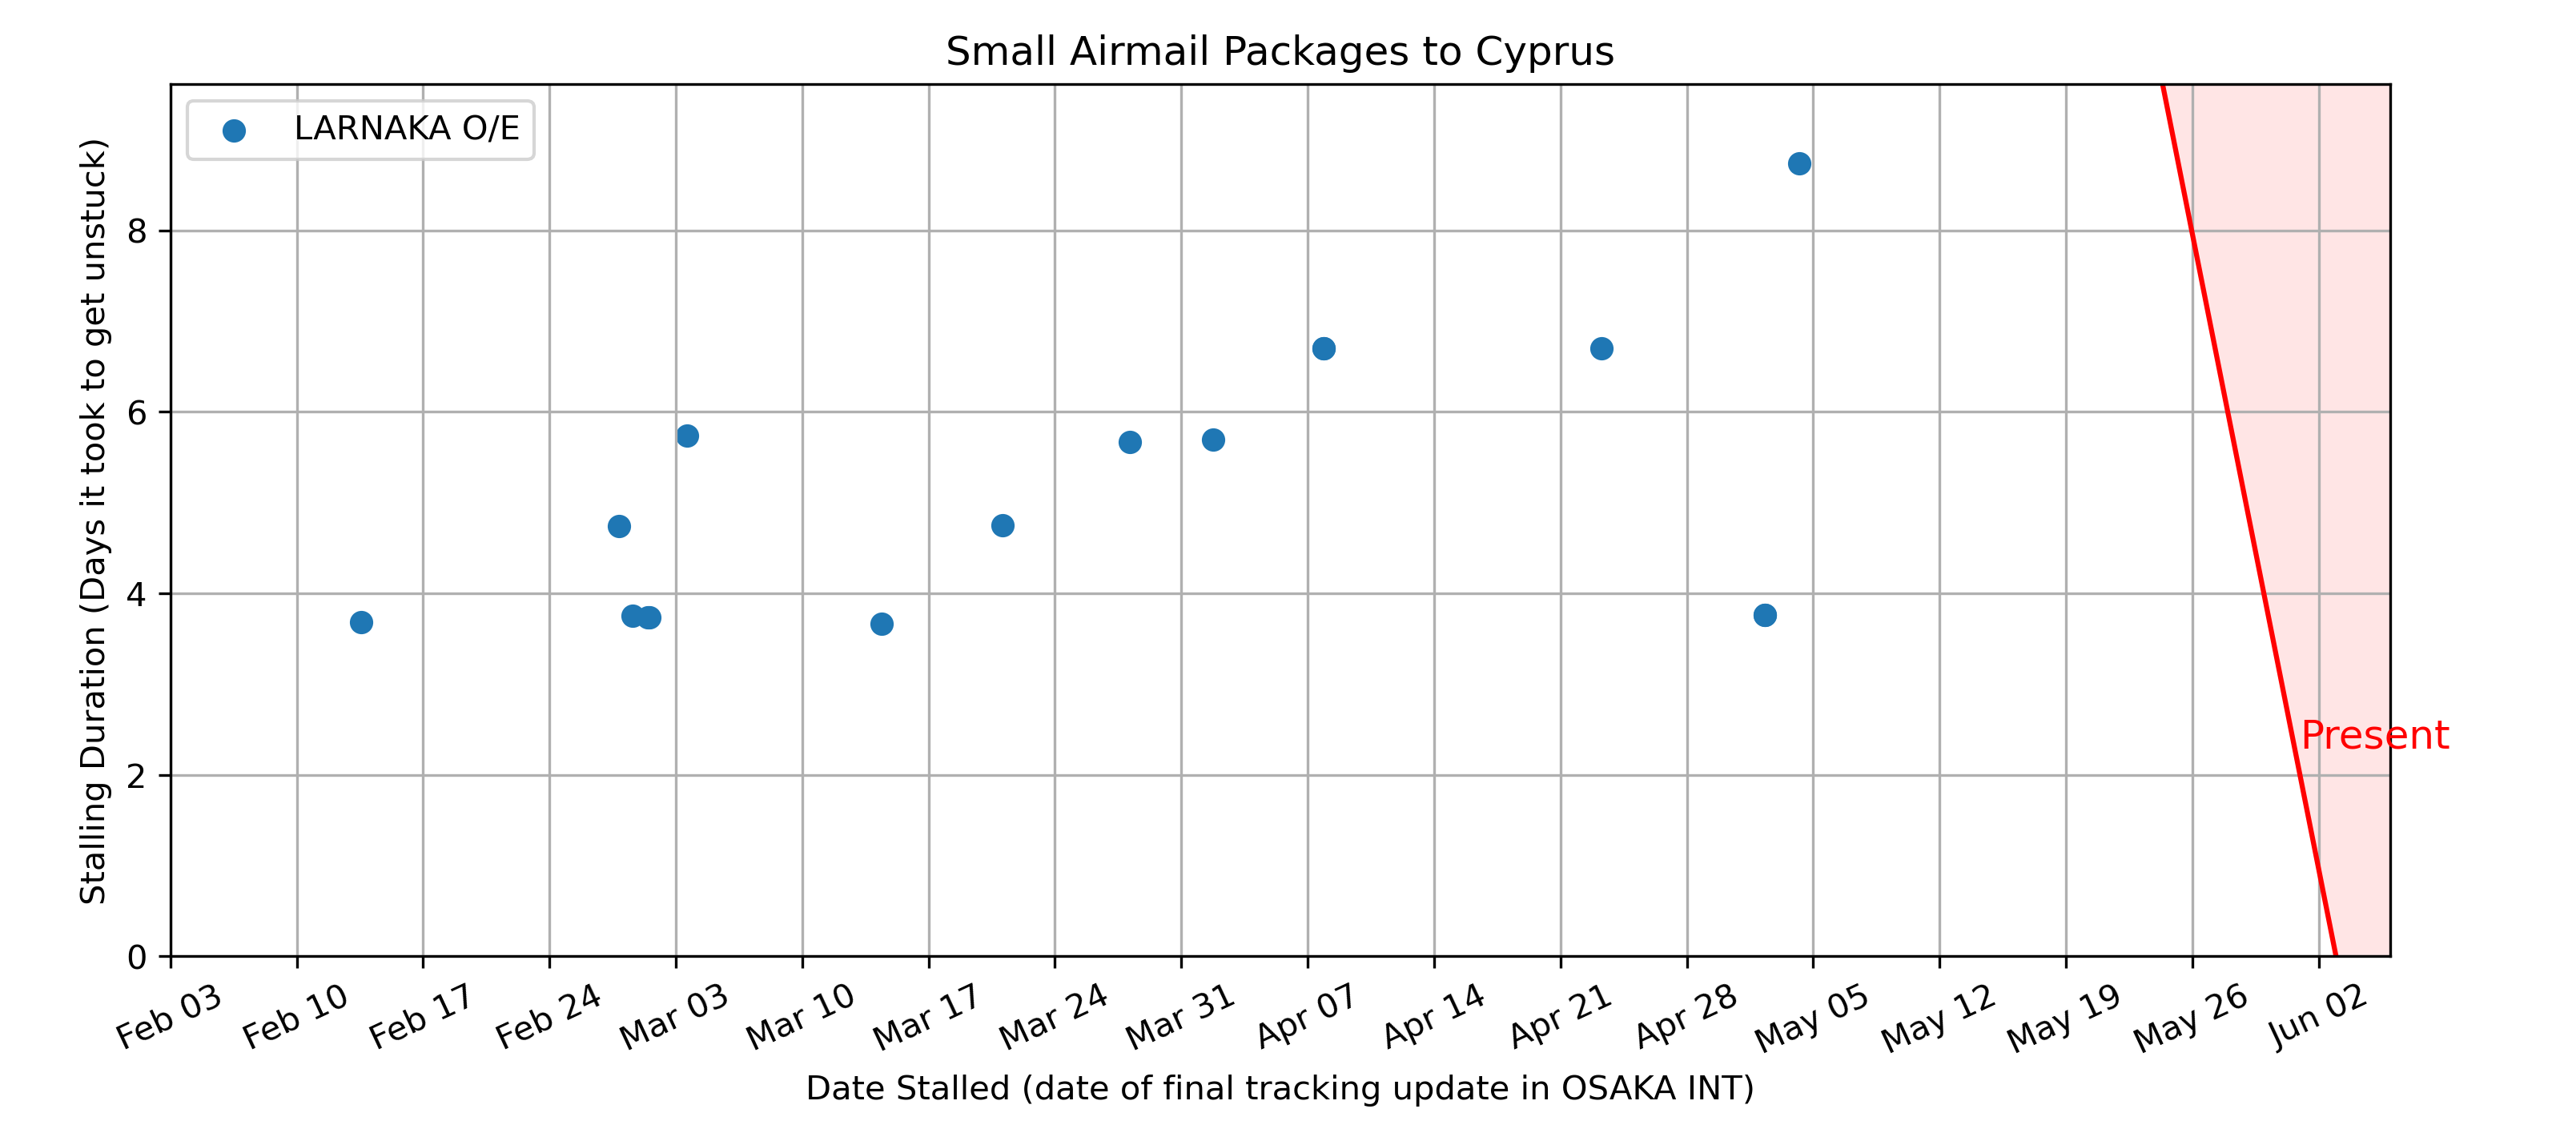 Small Airmail Packages to Cyprus
LARNAKA O/E
Stalling Duration (Days it took to get unstuck)
8
6
4
2
0
Present
Feb 03
Feb 10
Feb 17
Feb 24
Mar 03
Mar 10
Mar 17
Mar 24
Mar 31
Apr 07
Apr 14
Apr 21
Apr 28
May 05
May 12
May 19
May 26
Jun 02
Date Stalled (date of final tracking update in OSAKA INT)